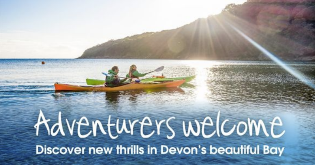 Adventurers welcome
Discover new thrills in Devon's beautiful Bay